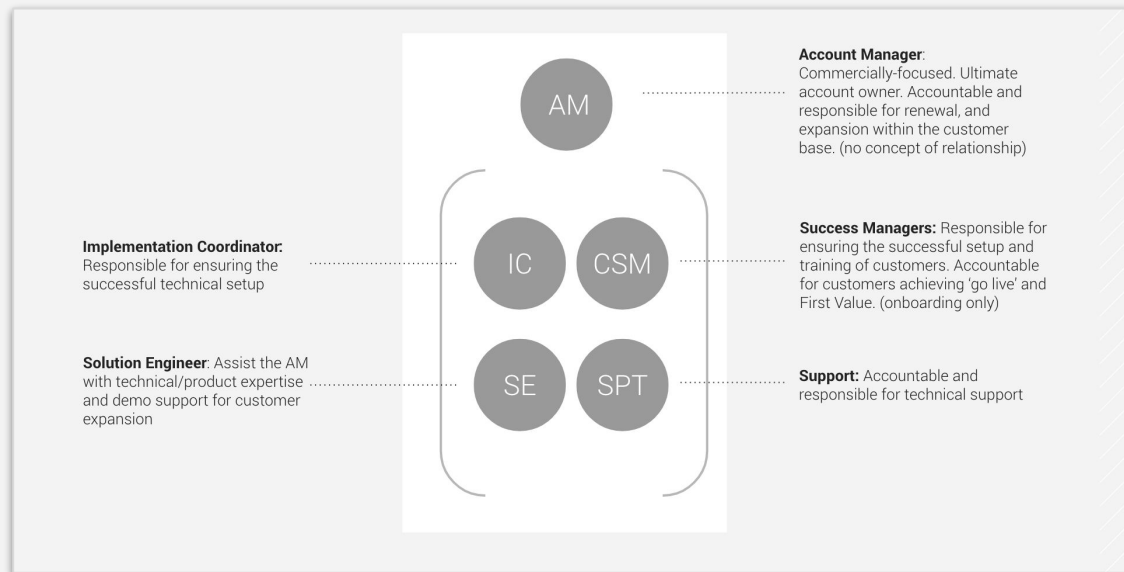 AM
Account Manager:
Commercially-focused. Ultimate
account owner. Accountable and
responsible for renewal, and
expansion within the customer
base. (no concept of relationship)
Implementation Coordinator:
Responsible for ensuring the
successful technical setup
IC
CSM
Success Managers: Responsible for
ensuring the successful setup and
training of customers. Accountable
for customers achieving ‘go live’ and
First Value. (onboarding only)
Solution Engineer: Assist the AM
with technical/product expertise
and demo support for customer
expansion
SE
SPT
Support: Accountable and
responsible for technical support